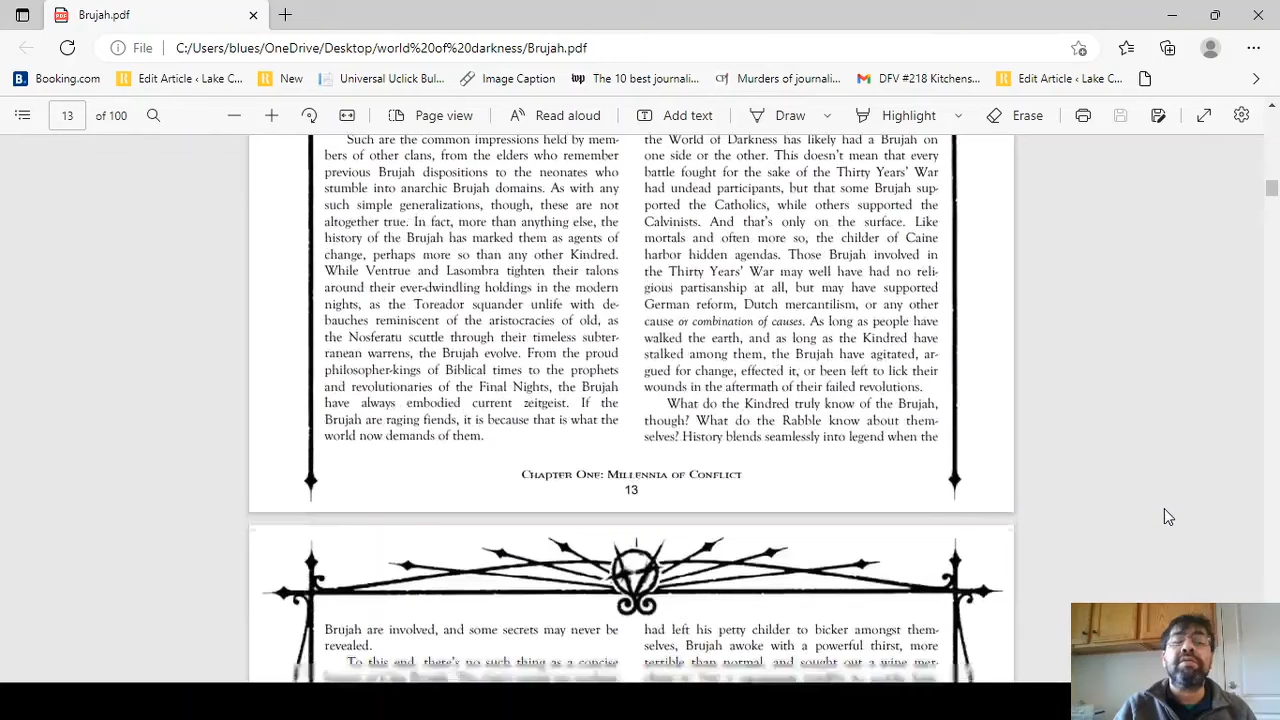 Brujah.pdf
File C:/Users/blues/OneDrive/Desktop/world%20of%20darkness/Brujah.pdf
Booking.com Edit Article ‹ Lake C... New Universal Uclick Bul... Image Caption The 10 best journali... Murders of journali... DFV #218 Kitchens... Edit Article ‹ Lake C...
13 of 100 Page view Read aloud Add text Draw Highlight Erase
Such are the common impressions held by mem-
bers of other clans, from the elders who remember
previous Brujah dispositions to the neonates who
stumble into anarchic Brujah domains. As with any
such simple generalizations, though, these are not
altogether true. In fact, more than anything else, the
history of the Brujah has marked them as agents of
change, perhaps more so than any other Kindred.
While Ventrue and Lasombra tighten their talons
around their ever-dwindling holdings in the modern
nights, as the Toreador squander unlife with de-
bauches reminiscent of the aristocracies of old, as
the Nosferatu scuttle through their timeless subter-
ranean warrens, the Brujah evolve. From the proud
philosopher-kings of Biblical times to the prophets
and revolutionaries of the Final Nights, the Brujah
have always embodied current zeitgeist. If the
Brujah are raging fiends, it is because that is what the
world now demands of them.
the World of Darkness has likely had a Brujah on
one side or the other. This doesn't mean that every
battle fought for the sake of the Thirty Years' War
had undead participants, but that some Brujah sup-
ported the Catholics, while others supported the
Calvinists. And that's only on the surface. Like
mortals and often more so, the childer of Caine
harbor hidden agendas. Those Brujah involved in
the Thirty Years' War may well have had no reli-
gious partisanship at all, but may have supported
German reform, Dutch mercantilism, or any other
cause or combination of causes. As long as people have
walked the earth, and as long as the Kindred have
stalked among them, the Brujah have agitated, ar-
gued for change, effected it, or been left to lick their
wounds in the aftermath of their failed revolutions.
What do the Kindred truly know of the Brujah,
though? What do the Rabble know about them-
selves? History blends seamlessly into legend when the
Chapter One: Millennia of Conflict
13
Brujah are involved, and some secrets may never be
revealed.
To this end, there's no such thing as a concise
had left his petty childer to bicker amongst them-
selves, Brujah awoke with a powerful thirst, more
terrible than normal, and sought out a wine mer-